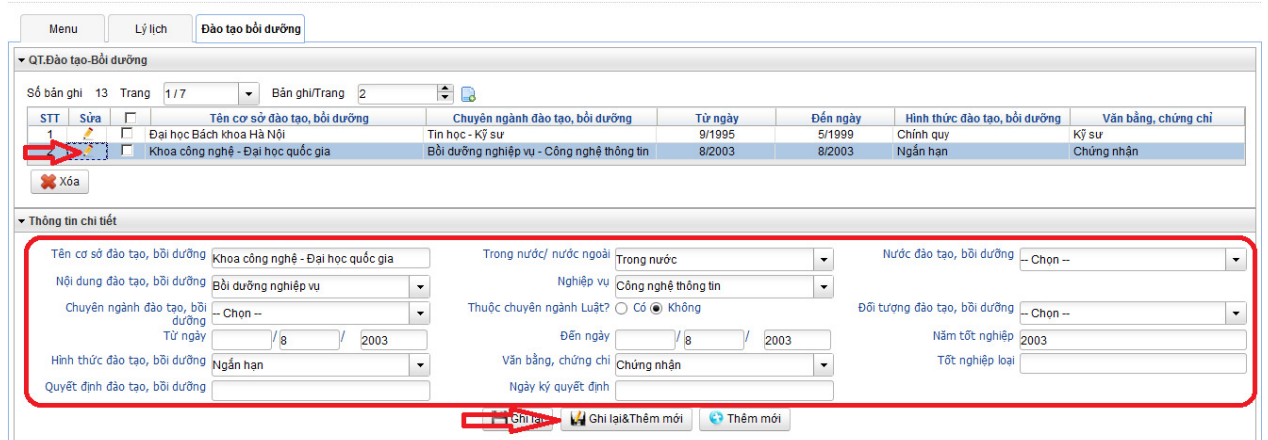 Menu Lý lịch Đào tạo bồi dưỡng
QT.Đào tạo-Bồi dưỡng
Số bản ghi 13 Trang 1 / 7 Bản ghi/Trang 2
STT Sửa Tên cơ sở đào tạo, bồi dưỡng Chuyên ngành đào tạo, bồi dưỡng Từ ngày Đến ngày Hình thức đào tạo, bồi dưỡng Văn bằng, chứng chỉ
1 Đại học Bách khoa Hà Nội Tin học - Kỹ sư 9/1995 5/1999 Chính quy Kỹ sư
2 Khoa công nghệ - Đại học quốc gia Bồi dưỡng nghiệp vụ - Công nghệ thông tin 8/2003 8/2003 Ngắn hạn Chứng nhận
Xóa
Thông tin chi tiết
Tên cơ sở đào tạo, bồi dưỡng Khoa công nghệ - Đại học quốc gia Trong nước/ nước ngoài Trong nước Nước đào tạo, bồi dưỡng -- Chọn --
Nội dung đào tạo, bồi dưỡng Bồi dưỡng nghiệp vụ Nghiệp vụ Công nghệ thông tin
Chuyên ngành đào tạo, bồi dưỡng -- Chọn -- Thuộc chuyên ngành Luật? Có Không Đối tượng đào tạo, bồi dưỡng -- Chọn --
Từ ngày / 8 / 2003 Đến ngày / 8 / 2003 Năm tốt nghiệp 2003
Hình thức đào tạo, bồi dưỡng Ngắn hạn Văn bằng, chứng chỉ Chứng nhận Tốt nghiệp loại
Quyết định đào tạo, bồi dưỡng Ngày ký quyết định
Ghi lại Ghi lại&Thêm mới Thêm mới